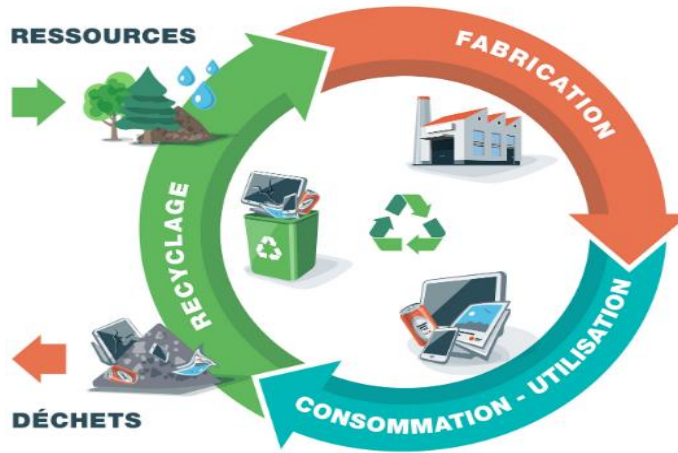 RESSOURCES
FABRICATION
RECYCLAGE
CONSOMMATION - UTILISATION
DÉCHETS